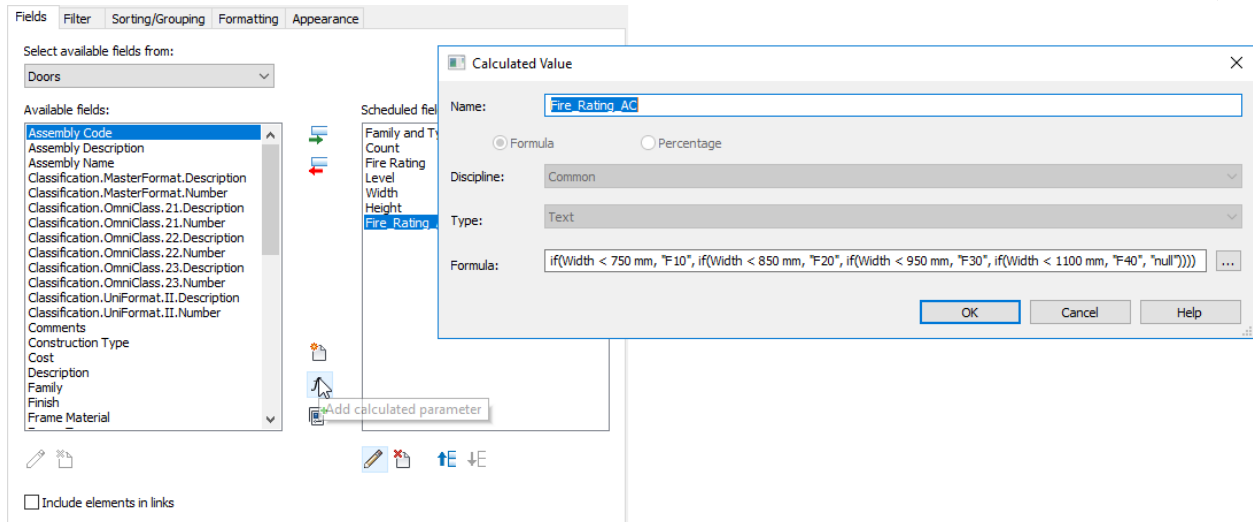 Fields Filter Sorting/Grouping Formatting Appearance
Select available fields from:
Doors
Available fields:
Assembly Code
Assembly Description
Assembly Name
Classification.MasterFormat.Description
Classification.MasterFormat.Number
Classification.OmniClass.21.Description
Classification.OmniClass.21.Number
Classification.OmniClass.22.Description
Classification.OmniClass.22.Number
Classification.OmniClass.23.Description
Classification.OmniClass.23.Number
Classification.UniFormat.II.Description
Classification.UniFormat.II.Number
Comments
Construction Type
Cost
Description
Family
Finish
Frame Material
Add calculated parameter
Include elements in links
Scheduled fiel
Family and Ty
Count
Fire Rating
Level
Width
Height
Fire_Rating_
Calculated Value
Name: Fire_Rating_AC
Formula Percentage
Discipline: Common
Type: Text
Formula: if(Width < 750 mm, "F10", if(Width < 850 mm, "F20", if(Width < 950 mm, "F30", if(Width < 1100 mm, "F40", "null")))) ...
OK Cancel Help